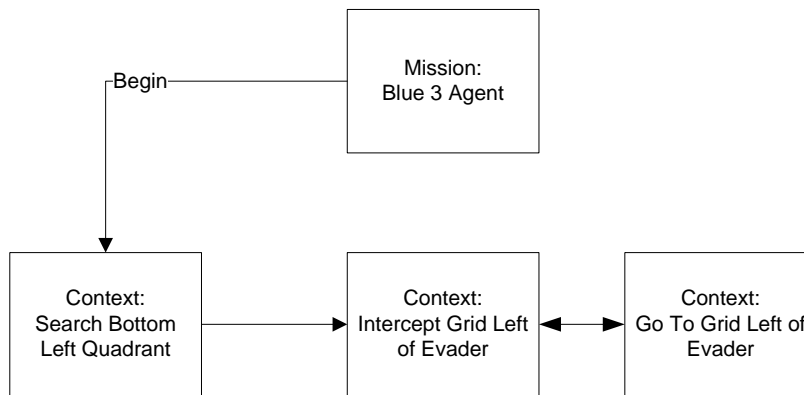 Mission:
Blue 3 Agent
Begin
Context:
Search Bottom
Left Quadrant
Context:
Intercept Grid Left
of Evader
Context:
Go To Grid Left of
Evader